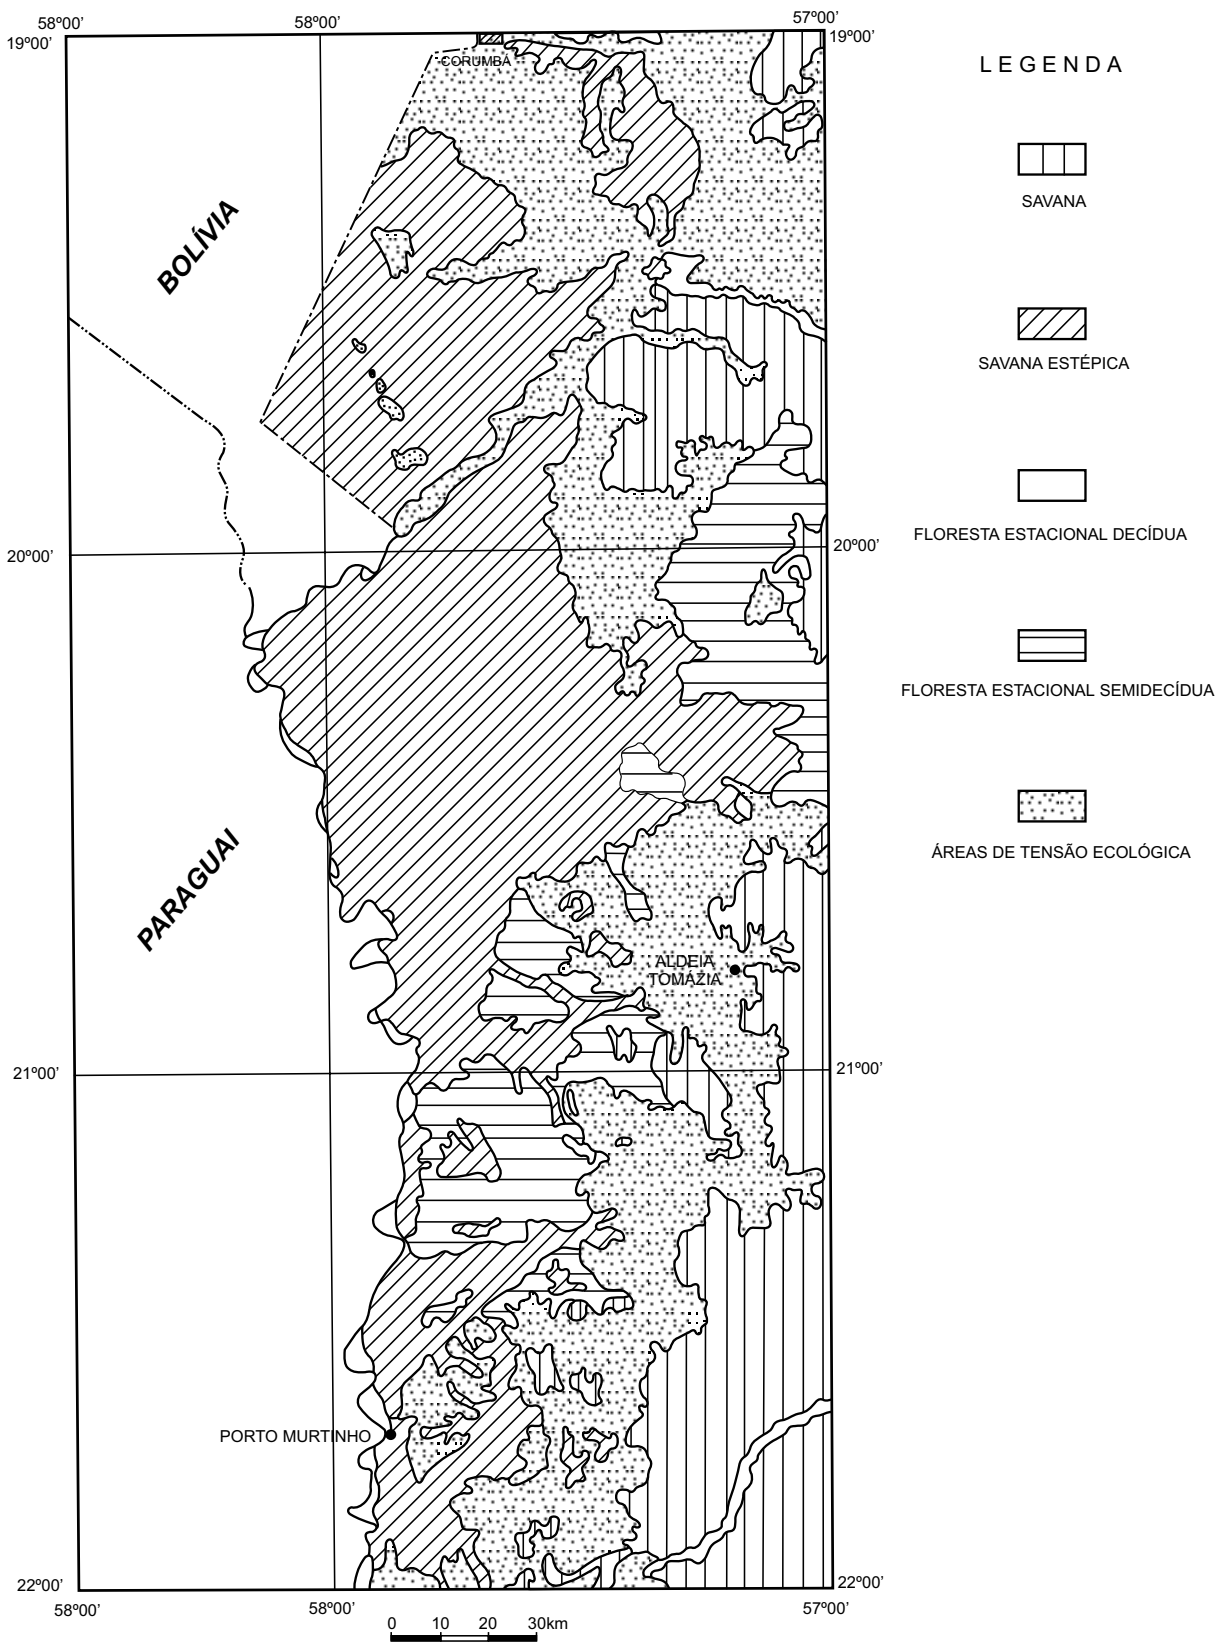 58º00'
58º00'
57º00'
19º00'
19º00'
CORUMBÁ
LEGENDA
SAVANA
BOLÍVIA
SAVANA ESTÉPICA
FLORESTA ESTACIONAL DECÍDUA
20º00'
20º00'
FLORESTA ESTACIONAL SEMIDECÍDUA
ÁREAS DE TENSÃO ECOLÓGICA
PARAGUAI
ALDEIA
TOMAZIA
21º00'
21º00'
PORTO MURTINHO
22º00'
22º00'
58º00'
58º00'
57º00'
0 10 20 30km